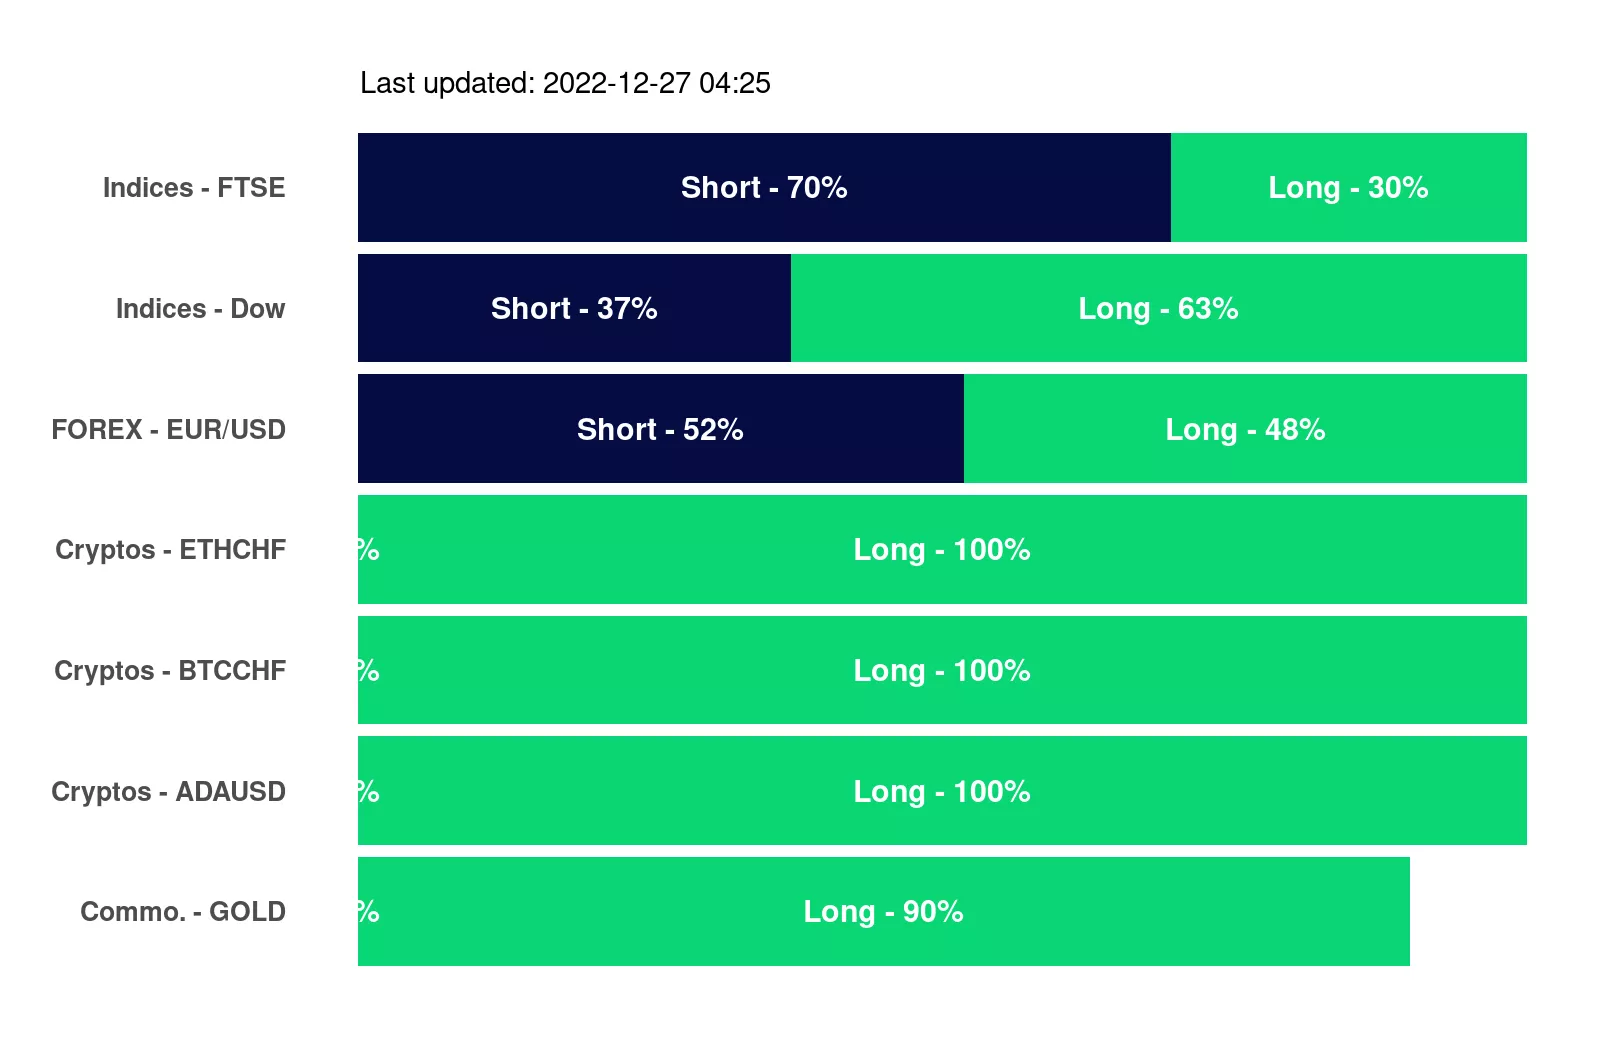 Last updated: 2022-12-27 04:25
Indices - FTSE Short - 70% Long - 30%
Indices - Dow Short - 37% Long - 63%
FOREX - EUR/USD Short - 52% Long - 48%
Cryptos - ETHCHF % Long - 100%
Cryptos - BTCCHF % Long - 100%
Cryptos - ADAUSD % Long - 100%
Commo. - GOLD % Long - 90%